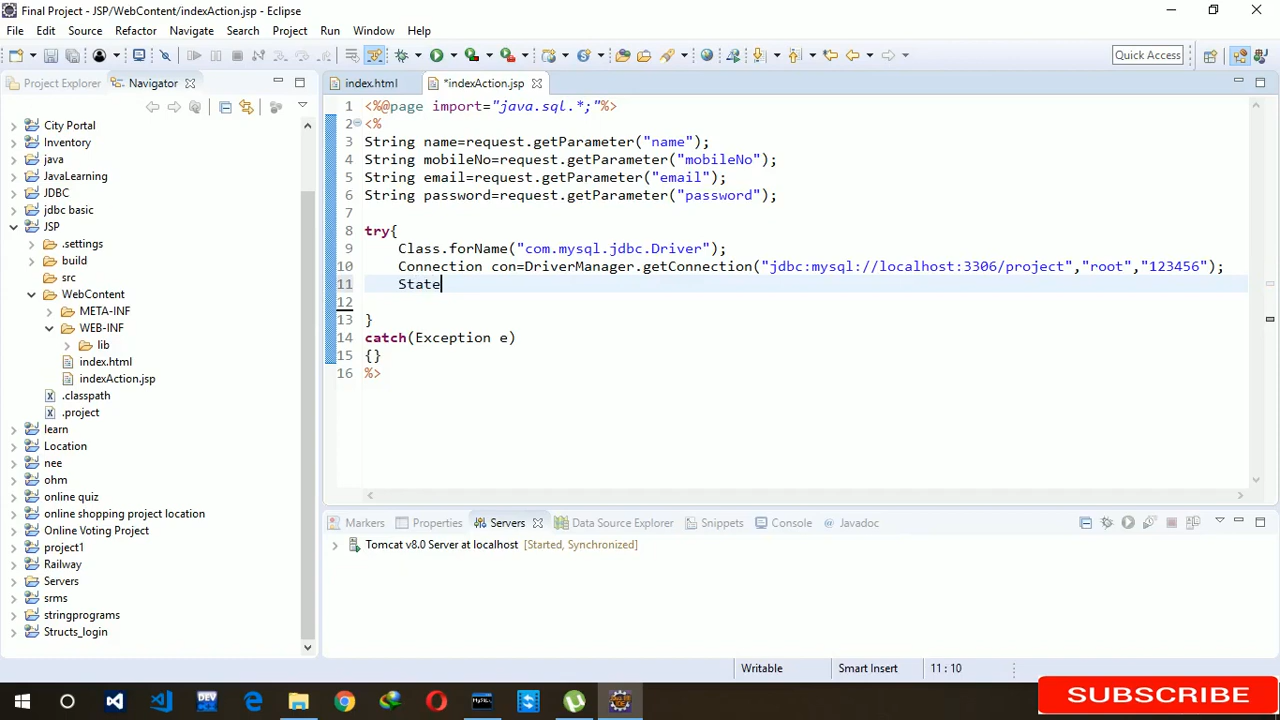 Final Project - JSP/WebContent/indexAction.jsp - Eclipse
File Edit Source Refactor Navigate Search Project Run Window Help
Quick Access
Project Explorer Navigator
index.html *indexAction.jsp
City Portal
Inventory
java
JavaLearning
JDBC
jdbc basic
JSP
.settings
build
src
WebContent
META-INF
WEB-INF
lib
index.html
indexAction.jsp
.classpath
.project
learn
Location
nee
ohm
online quiz
online shopping project location
Online Voting Project
project1
Railway
Servers
srms
stringprograms
Structs_login
1 <%@page import="java.sql.*;"%>
2 <%
3 String name=request.getParameter("name");
4 String mobileNo=request.getParameter("mobileNo");
5 String email=request.getParameter("email");
6 String password=request.getParameter("password");
7
8 try{
9 Class.forName("com.mysql.jdbc.Driver");
10 Connection con=DriverManager.getConnection("jdbc:mysql://localhost:3306/project","root","123456");
11 State
12
13 }
14 catch(Exception e)
15 {}
16 %>
Markers Properties Servers Data Source Explorer Snippets Console Javadoc
Tomcat v8.0 Server at localhost [Started, Synchronized]
Writable Smart Insert 11 : 10
DEV
MySQL
SUBSCRIBE